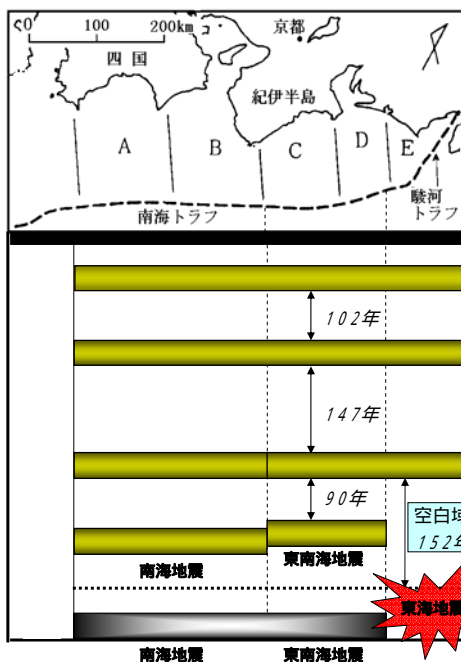 0 100 200km
京都
四 国
紀伊半島
A B C D E
駿河
トラフ
南海トラフ
102年
147年
90年
空白域
152年
南海地震
東南海地震
東海地震
南海地震
東南海地震